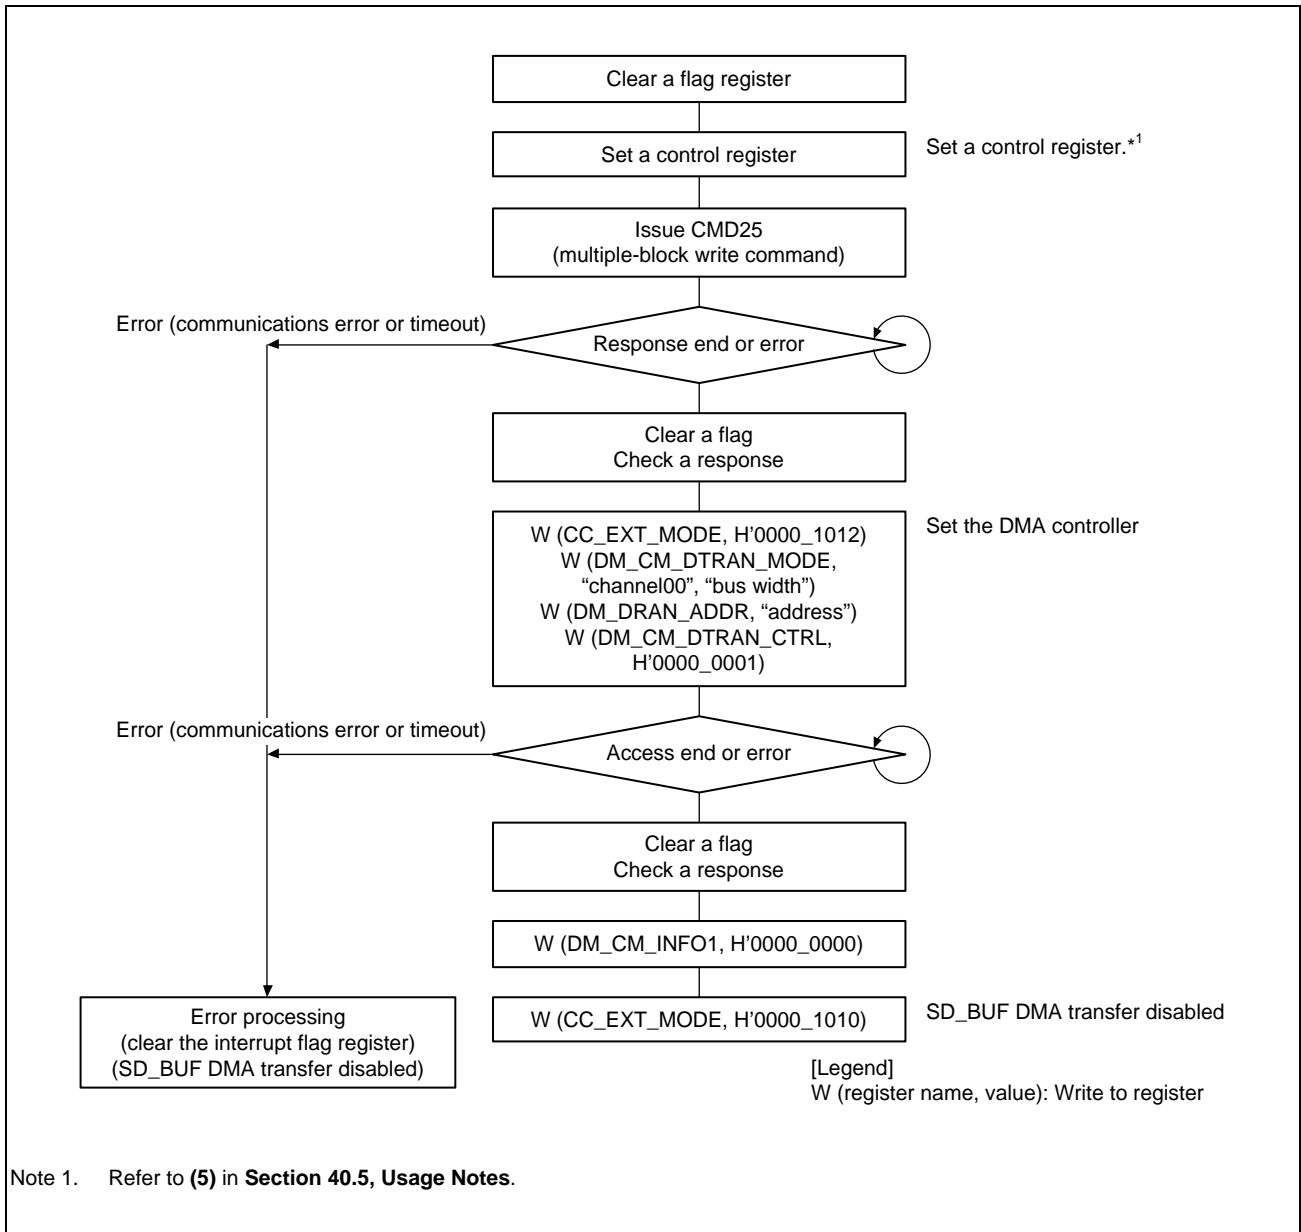 Clear a flag register
Set a control register
Set a control register.*1
Issue CMD25
(multiple-block write command)
Error (communications error or timeout)
Response end or error
Clear a flag
Check a response
W (CC_EXT_MODE, H'0000_1012)
W (DM_CM_DTRAN_MODE,
“channel00”, “bus width”)
W (DM_DRAN_ADDR, “address”)
W (DM_CM_DTRAN_CTRL,
H'0000_0001)
Set the DMA controller
Error (communications error or timeout)
Access end or error
Clear a flag
Check a response
W (DM_CM_INFO1, H'0000_0000)
Error processing
(clear the interrupt flag register)
(SD_BUF DMA transfer disabled)
W (CC_EXT_MODE, H'0000_1010)
SD_BUF DMA transfer disabled
[Legend]
W (register name, value): Write to register
Note 1. Refer to (5) in Section 40.5, Usage Notes.